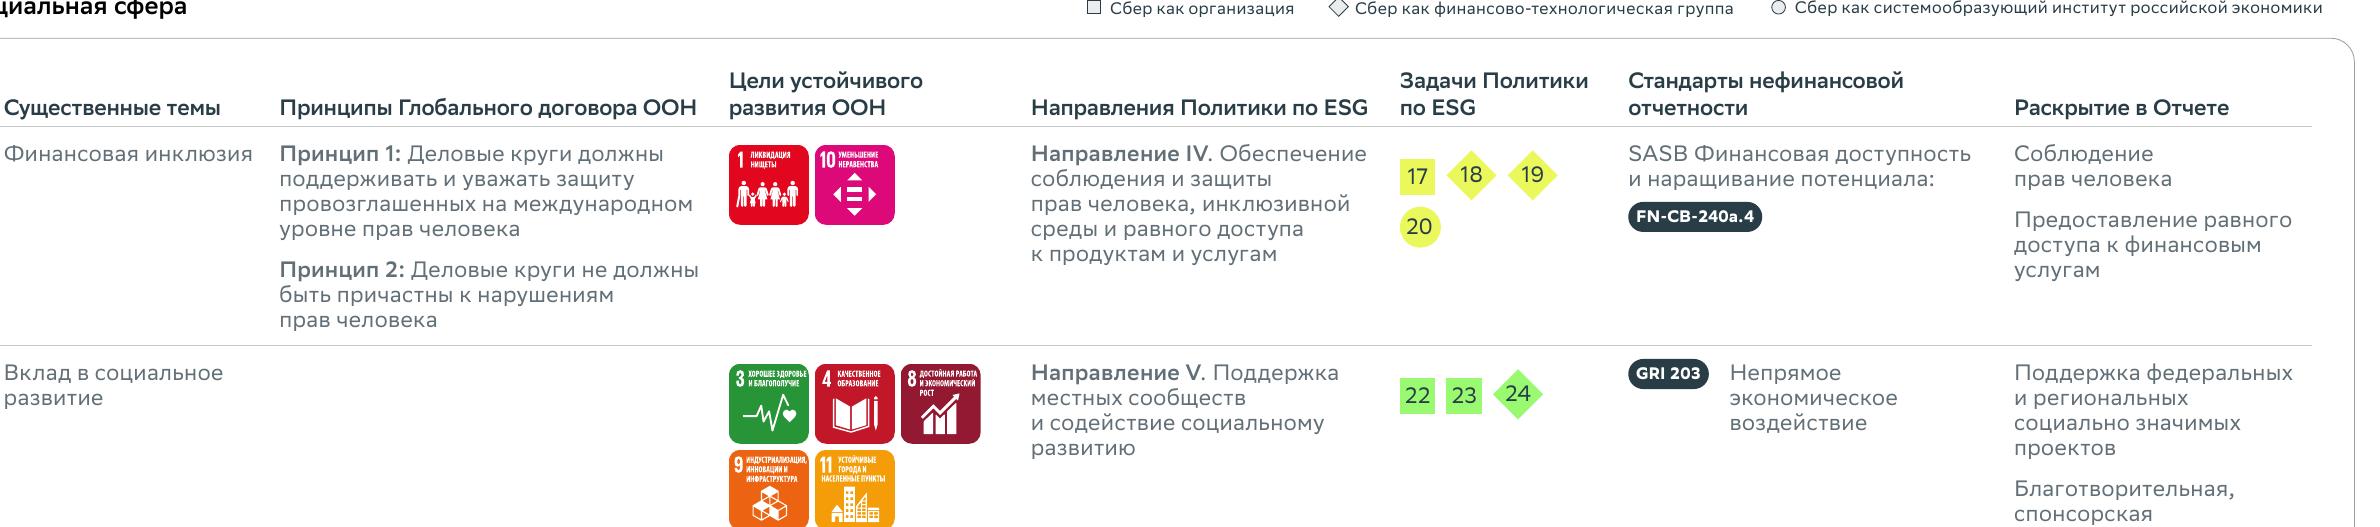 циальная сфера
Сбер как организация
Сбер как финансово-технологическая группа
Сбер как системообразующий институт российской экономики
Существенные темы
Принципы Глобального договора ООН
Цели устойчивого
развития ООН
Направления Политики по ESG
Задачи Политики
по ESG
Стандарты нефинансовой
отчетности
Раскрытие в Отчете
Финансовая инклюзия
Принцип 1: Деловые круги должны
поддерживать и уважать защиту
провозглашенных на международном
уровне прав человека
Принцип 2: Деловые круги не должны
быть причастны к нарушениям
прав человека
1 ЛИКВИДАЦИЯ
НИЩЕТЫ
10 УМЕНЬШЕНИЕ
НЕРАВЕНСТВА
Направление IV. Обеспечение
соблюдения и защиты
прав человека, инклюзивной
среды и равного доступа
к продуктам и услугам
17 18 19
20
SASB Финансовая доступность
и наращивание потенциала:
FN-CB-240a.4
Соблюдение
прав человека
Предоставление равного
доступа к финансовым
услугам
Вклад в социальное
развитие
3 ХОРОШЕЕ ЗДОРОВЬЕ
И БЛАГОПОЛУЧИЕ
4 КАЧЕСТВЕННОЕ
ОБРАЗОВАНИЕ
8 ДОСТОЙНАЯ РАБОТА
И ЭКОНОМИЧЕСКИЙ
РОСТ
9 ИНДУСТРИАЛИЗАЦИЯ,
ИННОВАЦИИ И
ИНФРАСТРУКТУРА
11 УСТОЙЧИВЫЕ
ГОРОДА И
НАСЕЛЕННЫЕ ПУНКТЫ
Направление V. Поддержка
местных сообществ
и содействие социальному
развитию
22 23 24
GRI 203
Непрямое
экономическое
воздействие
Поддержка федеральных
и региональных
социально значимых
проектов
Благотворительная,
спонсорская